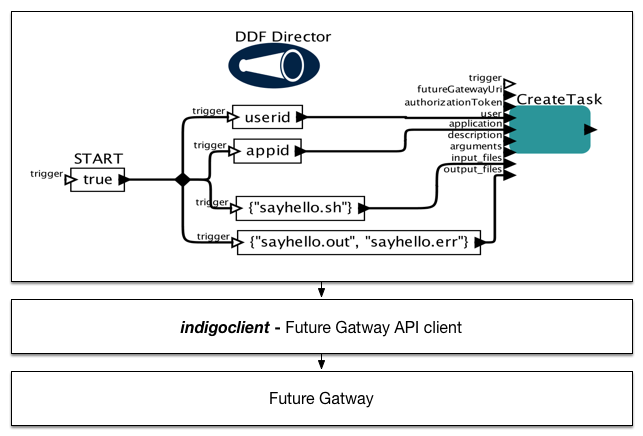 DDF Director
trigger
futureGatewayUri
authorizationToken
CreateTask
trigger
userid
user
application
trigger
appid
description
arguments
START
input_files
output_files
trigger
true
trigger
{"sayhello.sh"}
trigger
{"sayhello.out", "sayhello.err"}
indigoclient - Future Gatway API client
Future Gatway